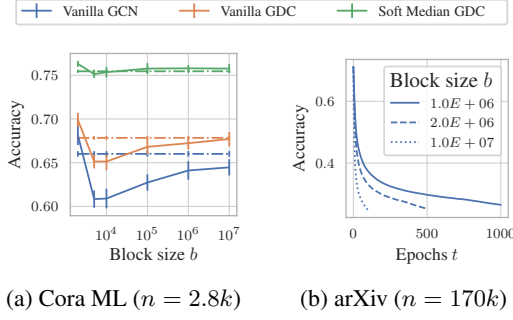 Vanilla GCN Vanilla GDC Soft Median GDC
Accuracy
0.75
0.70
0.65
0.60
10^4 10^5 10^6 10^7
Block size b
Accuracy
0.6
0.4
Block size b
1.0E + 06
2.0E + 06
1.0E + 07
0 500 1000
Epochs t
(a) Cora ML (n = 2.8k)
(b) arXiv (n = 170k)